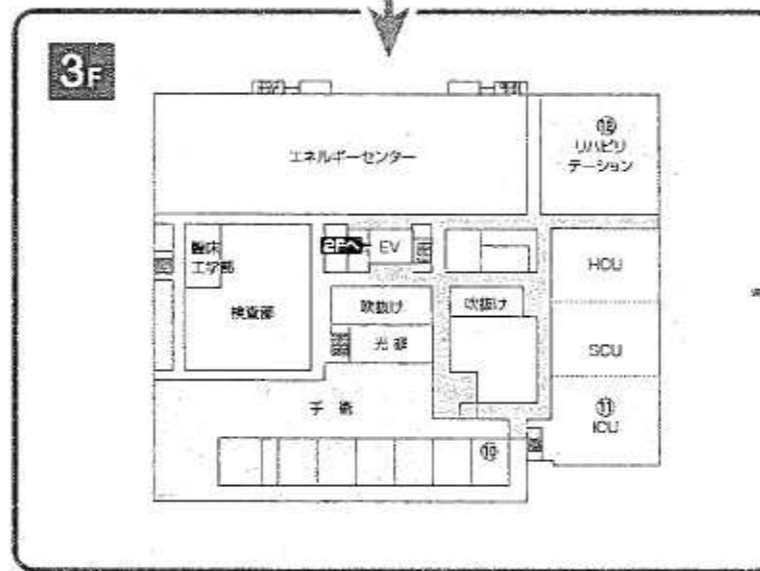 3F
エネルギーセンター
リハビリ
テーション
臨床
工学部
2Fへ
EV
検査部
吹抜け
吹抜け
光庭
HCU
SCU
⑪
ICU
手術
⑩